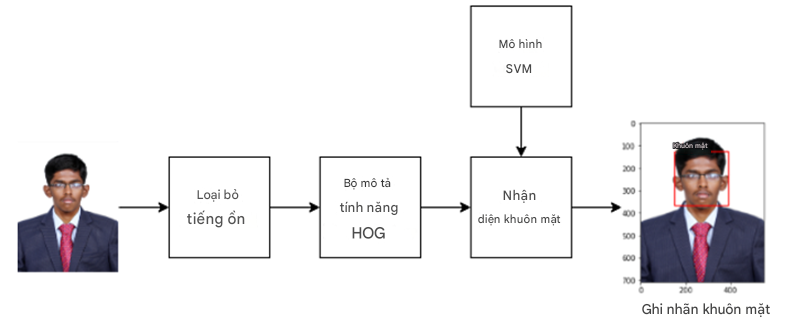 Mô hình
SVM
Loại bỏ
tiếng ồn
Bộ mô tả
tính năng
HOG
Nhận
diện khuôn mặt
Khuôn mặt
0
100
200
300
400
500
600
700
0
200
400
Ghi nhãn khuôn mặt